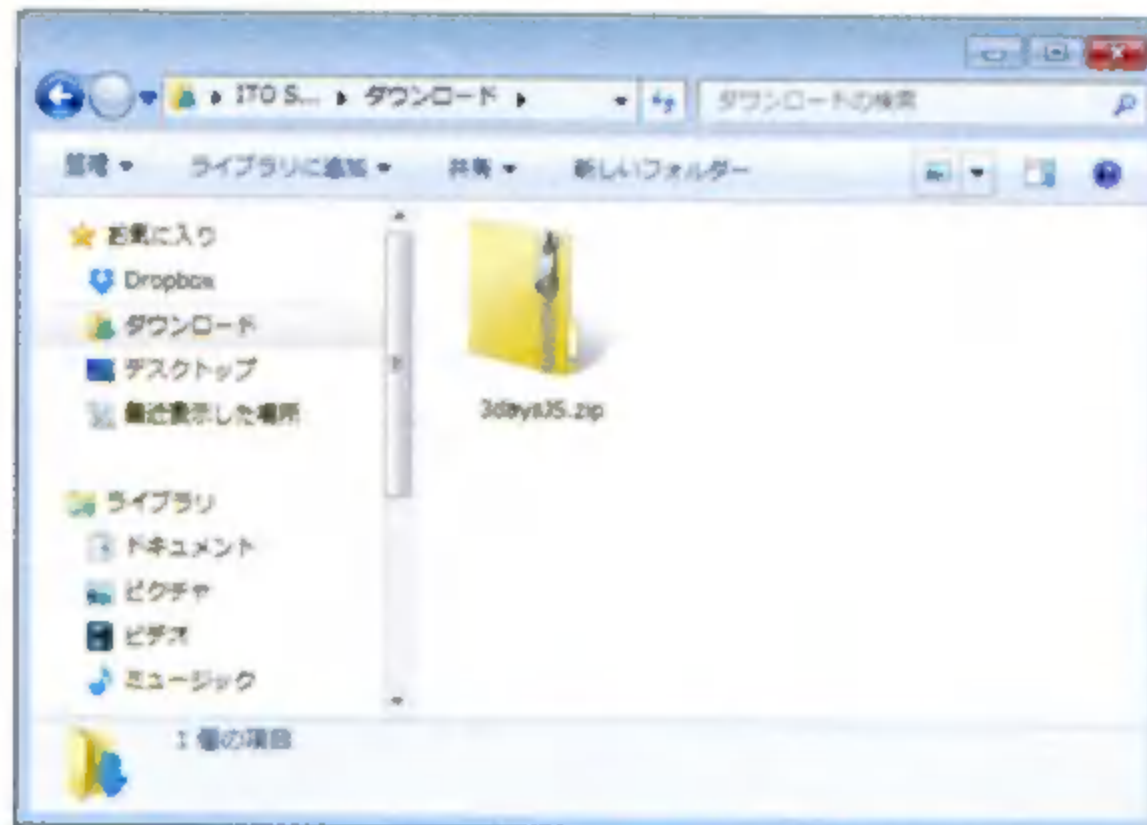 ITO S... ダウンロード
ダウンロードの検索
整理 ライブラリに追加 共有 新しいフォルダー
お気に入り
Dropbox
ダウンロード
デスクトップ
最近表示した場所
ライブラリ
ドキュメント
ピクチャ
ビデオ
ミュージック
3daysJS.zip
1 個の項目